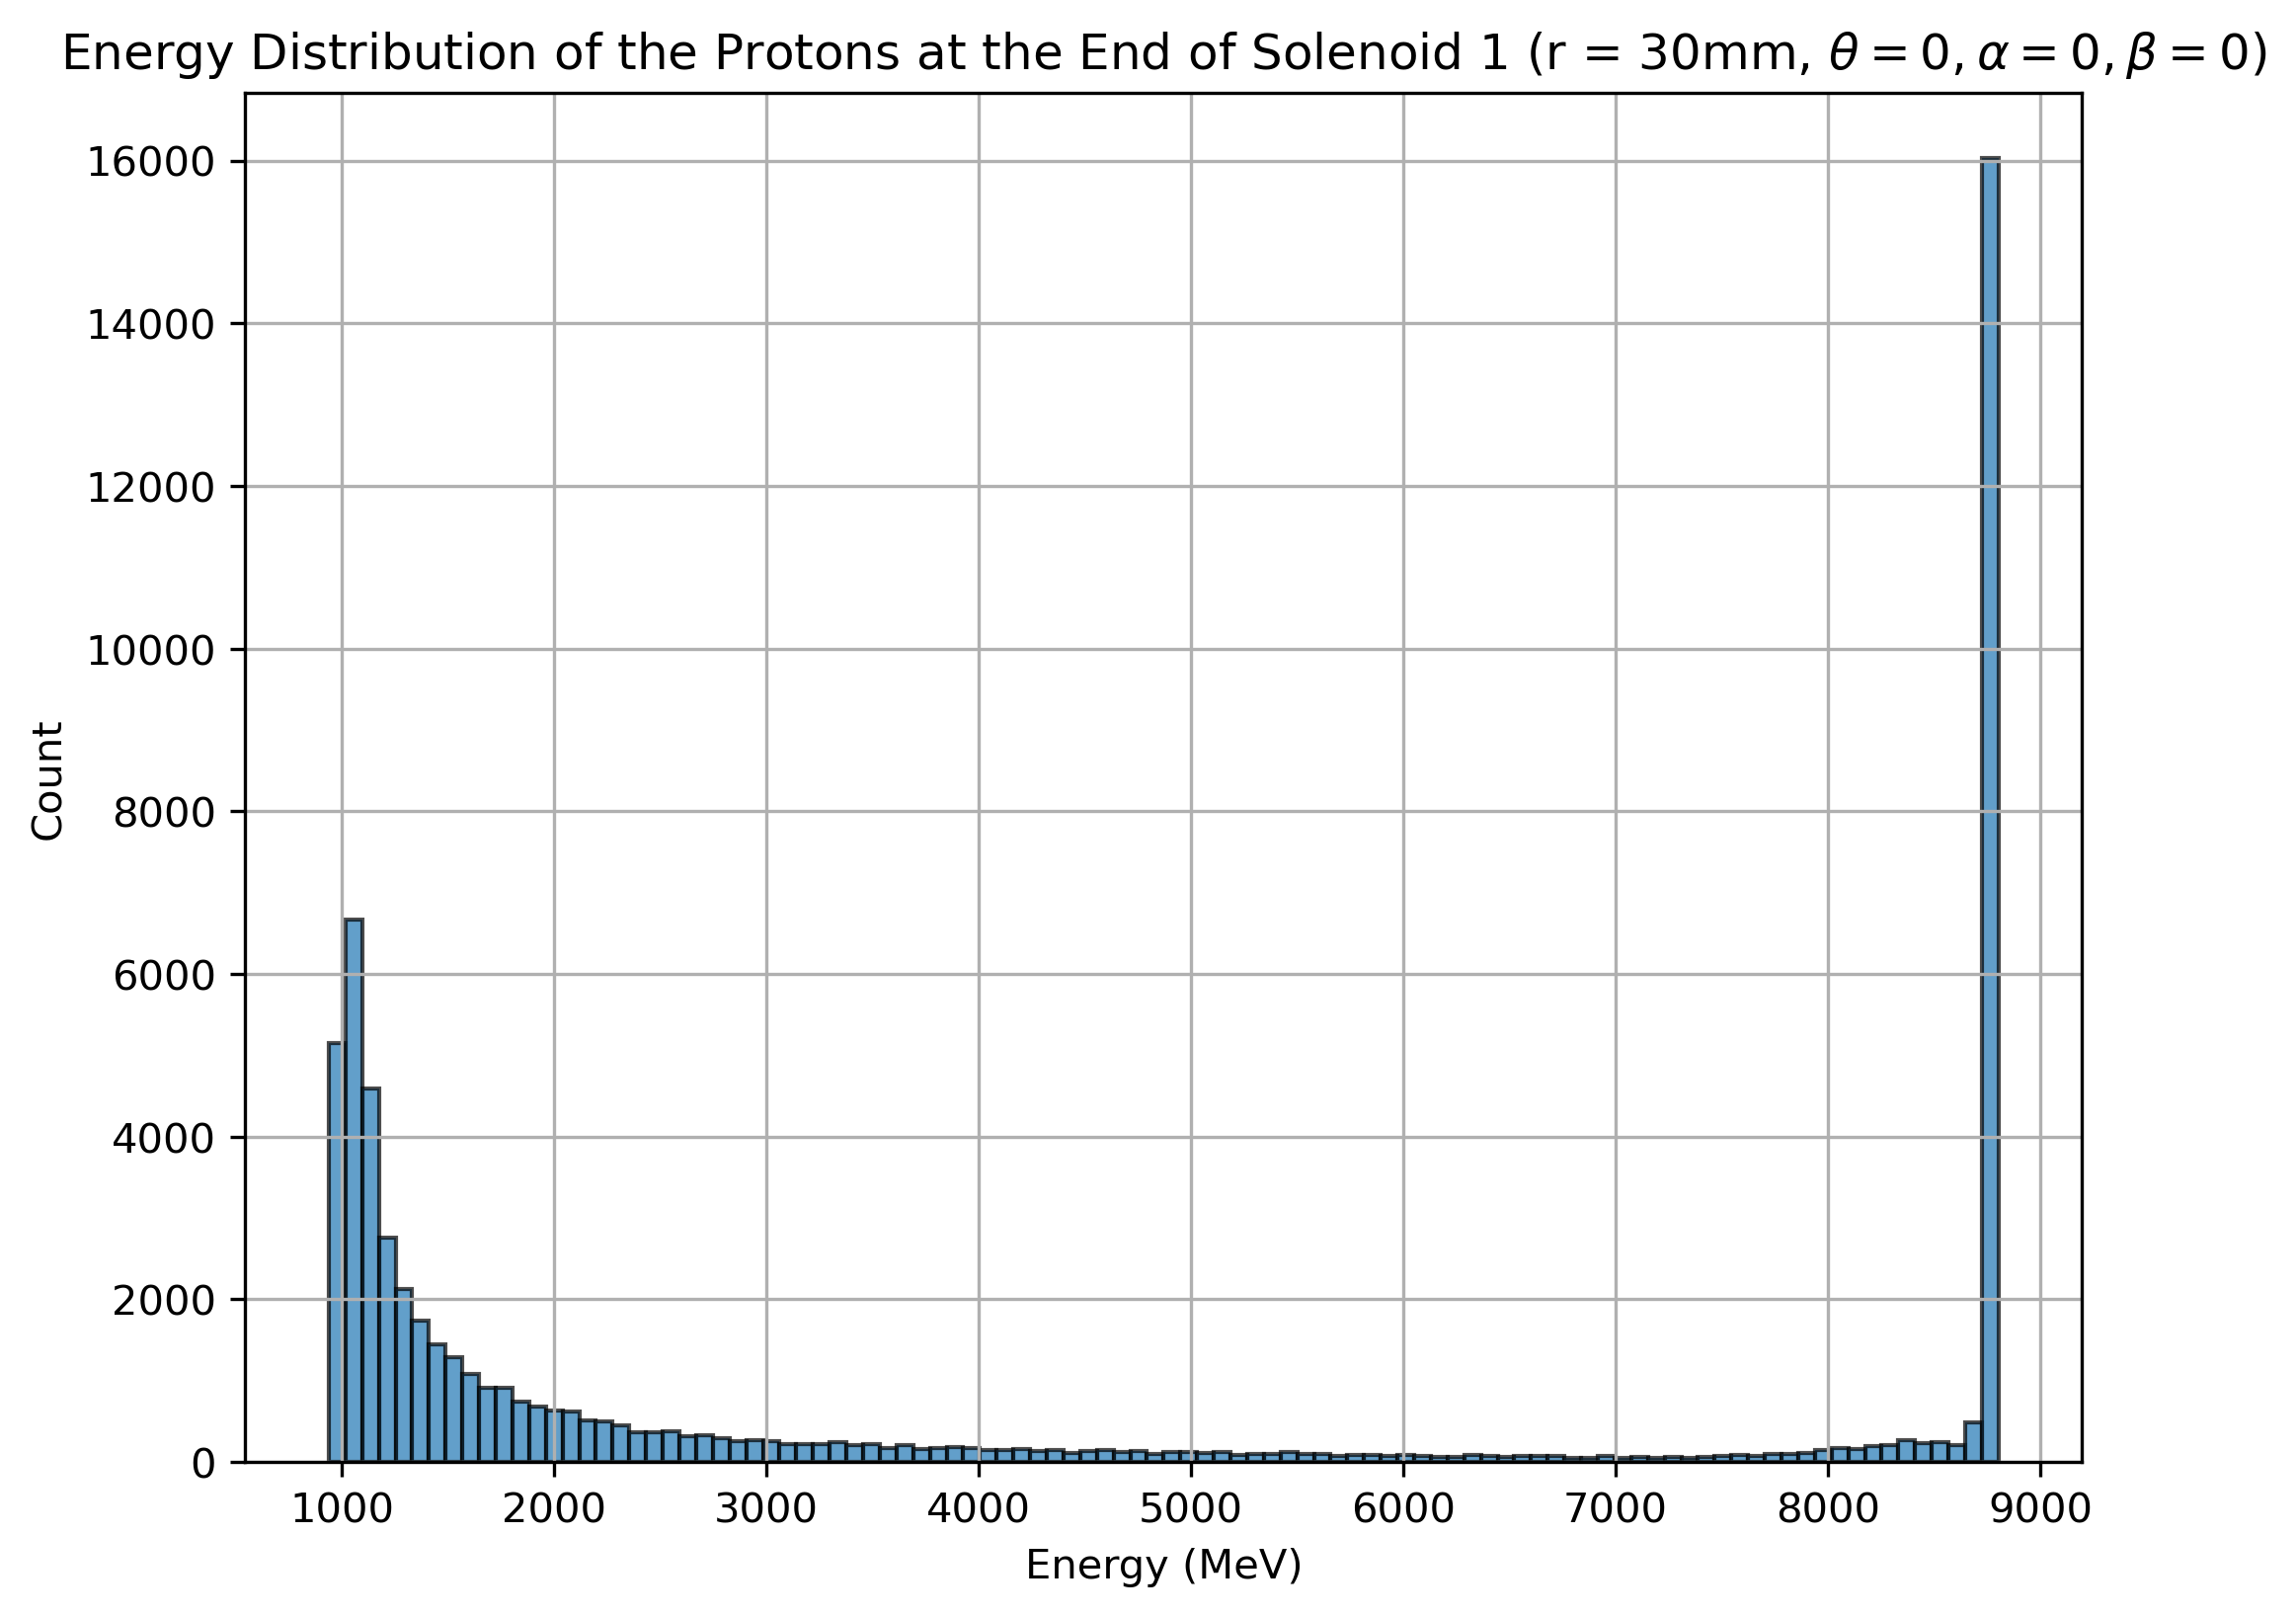 Energy Distribution of the Protons at the End of Solenoid 1 (r = 30mm, θ = 0, α = 0, β = 0)
16000
14000
12000
10000
8000
6000
4000
2000
0
Count
1000 2000 3000 4000 5000 6000 7000 8000 9000
Energy (MeV)